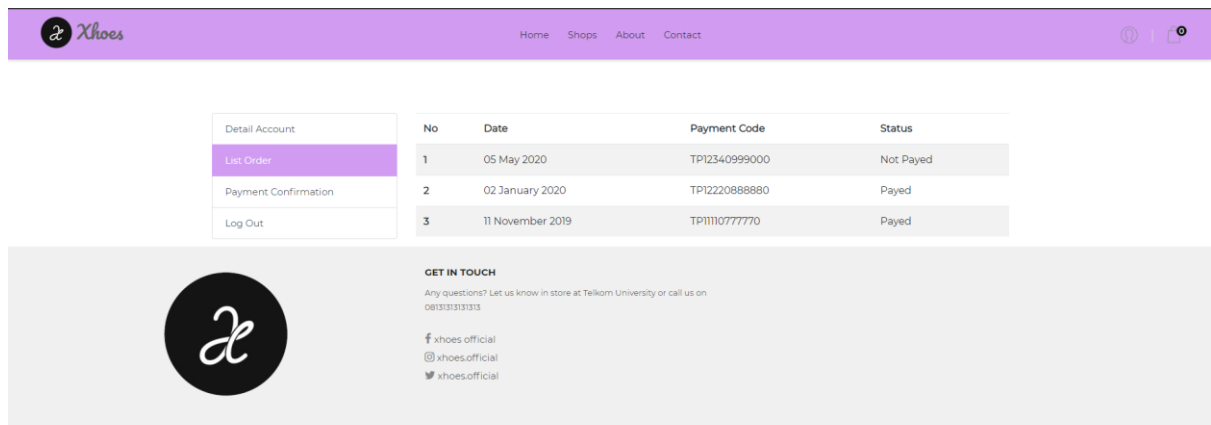 Xhoes
Home Shops About Contact
0
Detail Account
List Order
Payment Confirmation
Log Out
No Date Payment Code Status
1 05 May 2020 TP12340999000 Not Payed
2 02 January 2020 TP12220888880 Payed
3 11 November 2019 TP11110777770 Payed
GET IN TOUCH
Any questions? Let us know in store at Telkom University or call us on
08131313131313
xhoes official
xhoes.official
xhoes.official